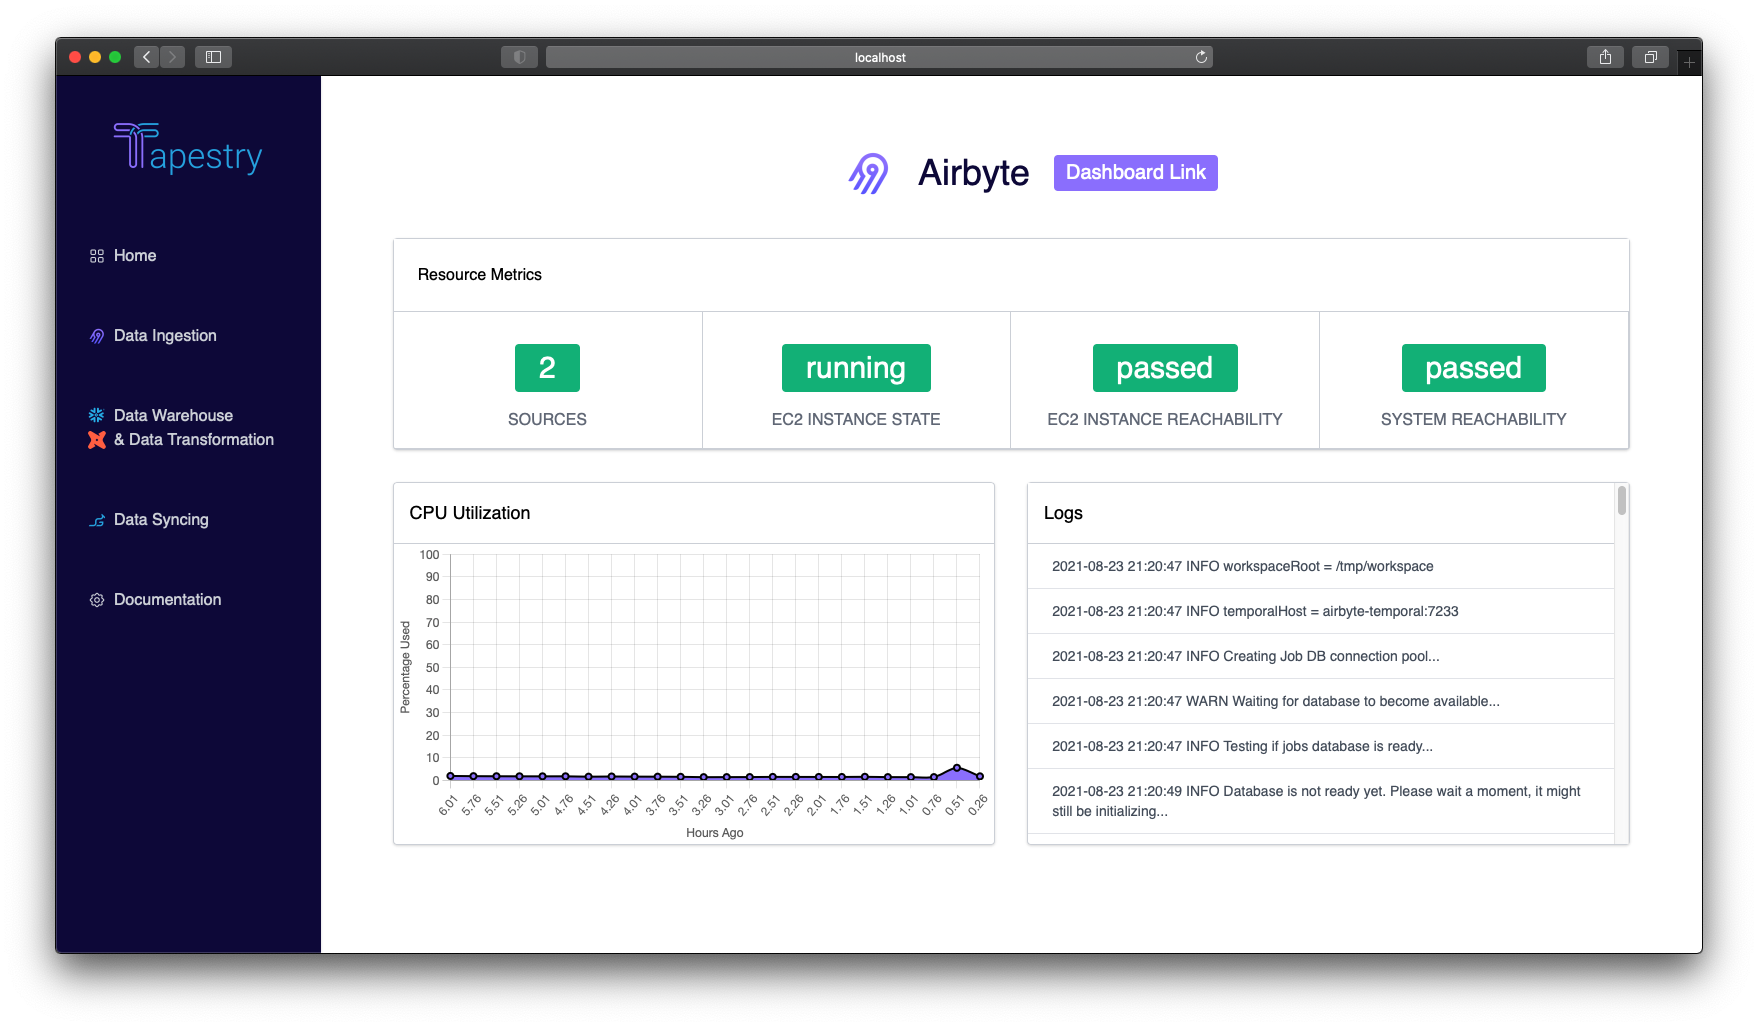 localhost
Tapestry
Home
Data Ingestion
Data Warehouse
& Data Transformation
Data Syncing
Documentation
Airbyte
Dashboard Link
Resource Metrics
2
SOURCES
running
EC2 INSTANCE STATE
passed
EC2 INSTANCE REACHABILITY
passed
SYSTEM REACHABILITY
CPU Utilization
Percentage Used
100
90
80
70
60
50
40
30
20
10
0
6.01
5.76
5.51
5.26
5.01
4.76
4.51
4.26
4.01
3.76
3.51
3.26
3.01
2.76
2.51
2.26
2.01
1.76
1.51
1.26
1.01
0.76
0.51
0.26
Hours Ago
Logs
2021-08-23 21:20:47 INFO workspaceRoot = /tmp/workspace
2021-08-23 21:20:47 INFO temporalHost = airbyte-temporal:7233
2021-08-23 21:20:47 INFO Creating Job DB connection pool...
2021-08-23 21:20:47 WARN Waiting for database to become available...
2021-08-23 21:20:47 INFO Testing if jobs database is ready...
2021-08-23 21:20:49 INFO Database is not ready yet. Please wait a moment, it might
still be initializing...